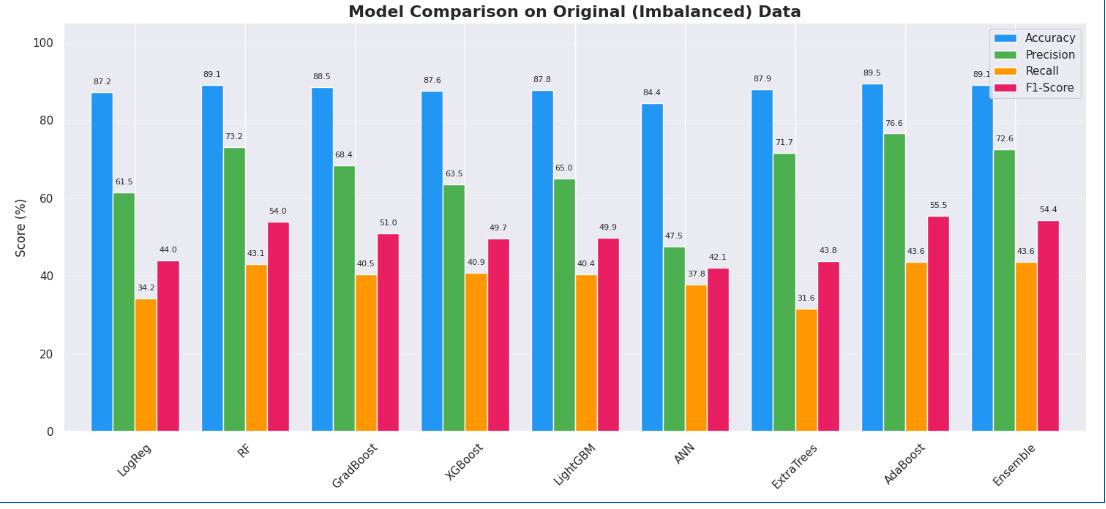 Model Comparison on Original (Imbalanced) Data
Accuracy
Precision
Recall
F1-Score
Score (%)
100
80
60
40
20
0
87.2 61.5 34.2 44.0
89.1 73.2 43.1 54.0
88.5 68.4 40.5 51.0
87.6 63.5 40.9 49.7
87.8 65.0 40.4 49.9
84.4 47.5 37.8 42.1
87.9 71.7 31.6 43.8
89.5 76.6 43.6 55.5
89.1 72.6 43.6 54.4
LogReg
RF
GradBoost
XGBoost
LightGBM
ANN
ExtraTrees
AdaBoost
Ensemble